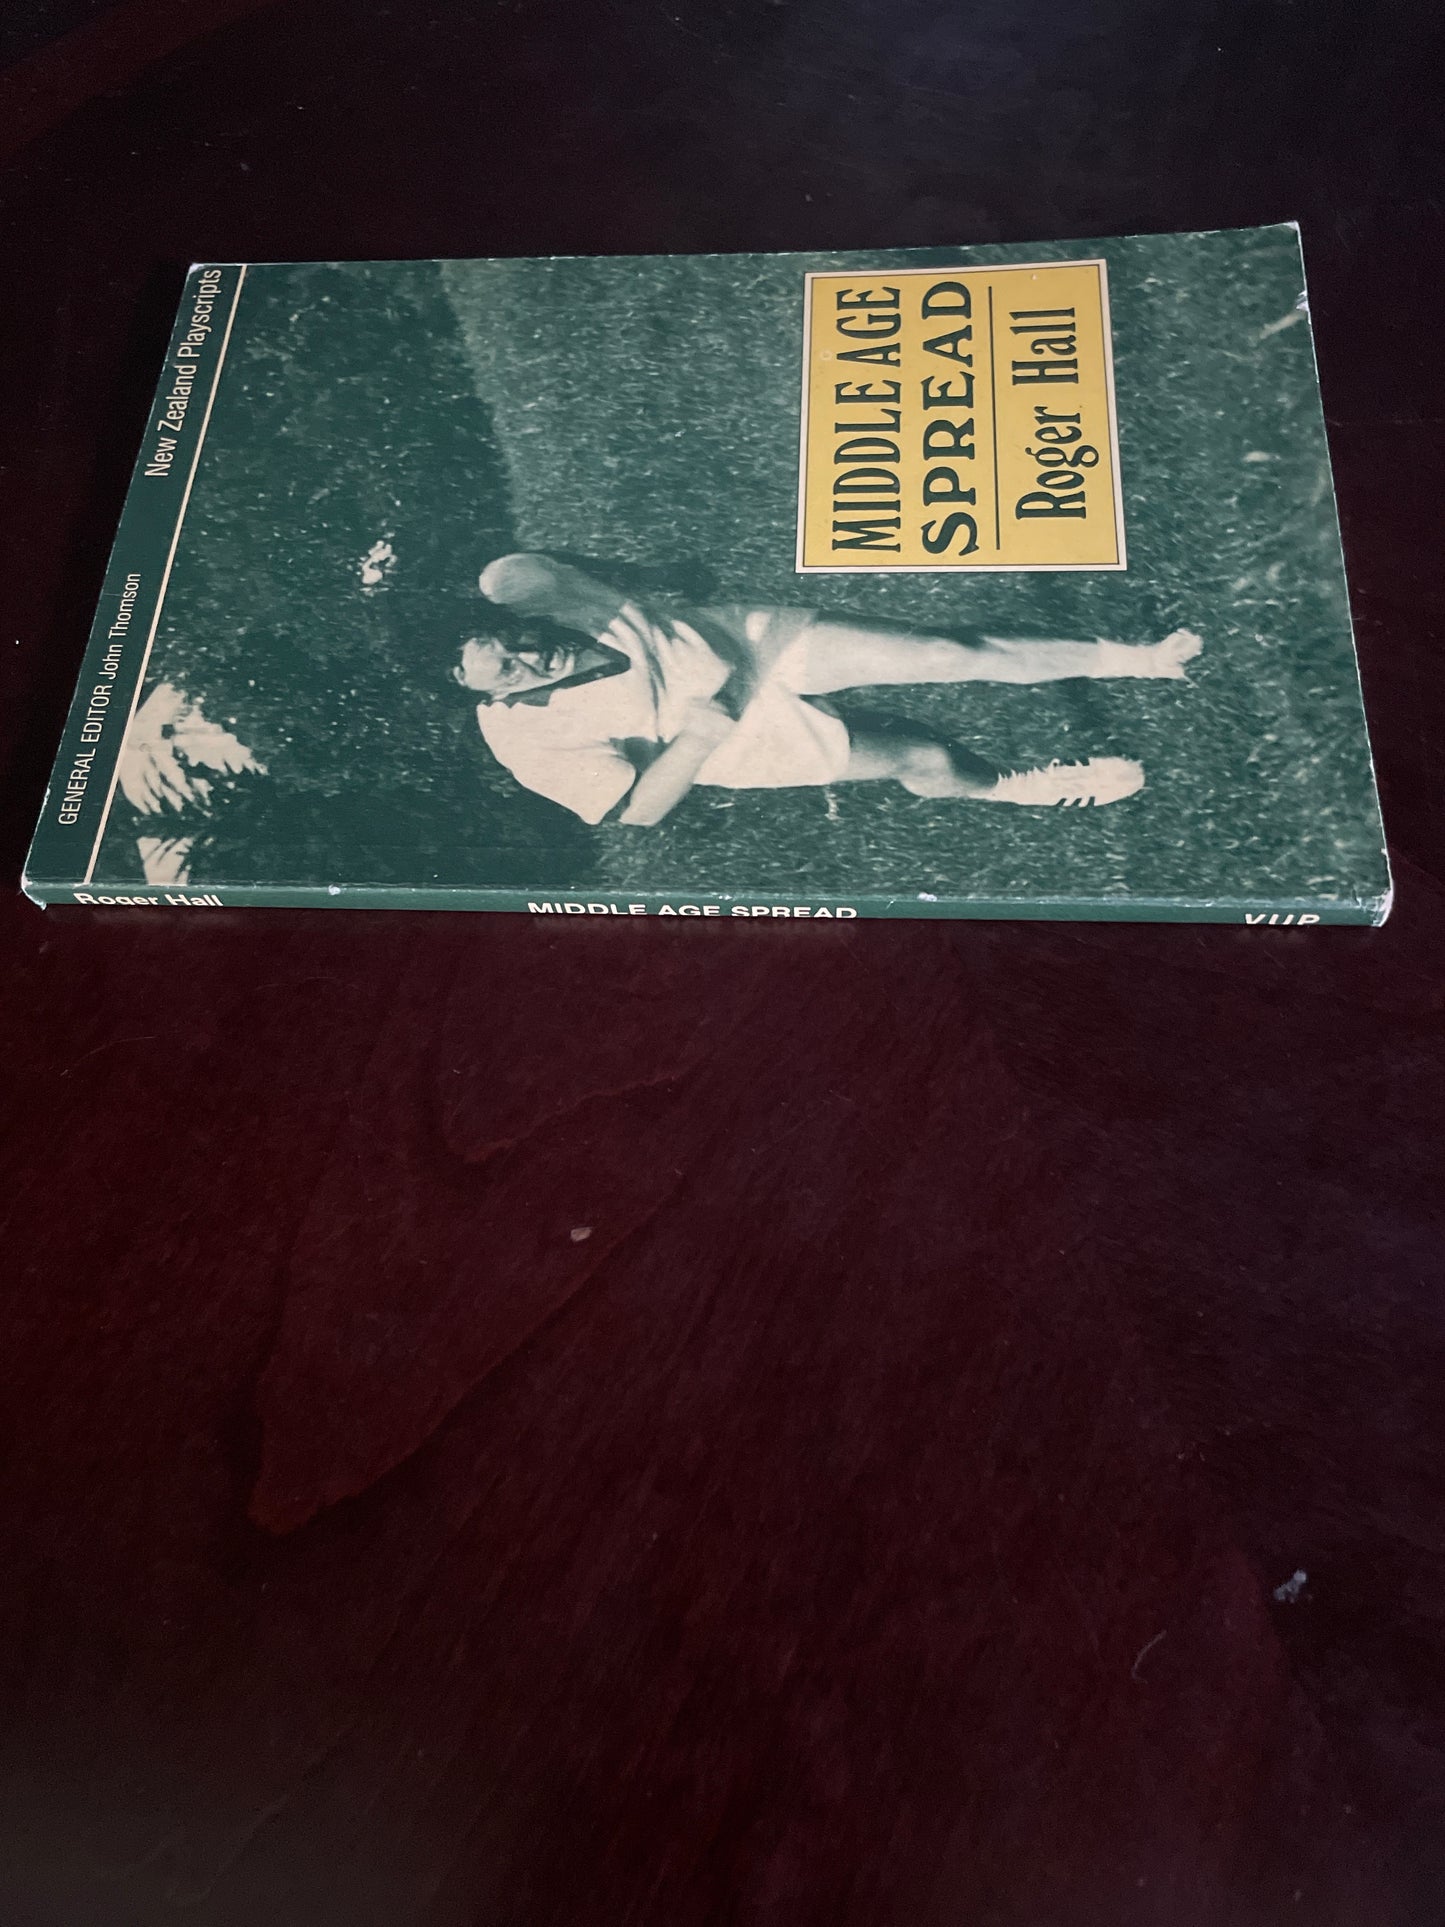 GENERAL EDITOR John Thomson
New Zealand Playscripts
MIDDLE AGE
SPREAD
Roger Hall
Roger Hall
MIDDLE AGE SPREAD
VUP